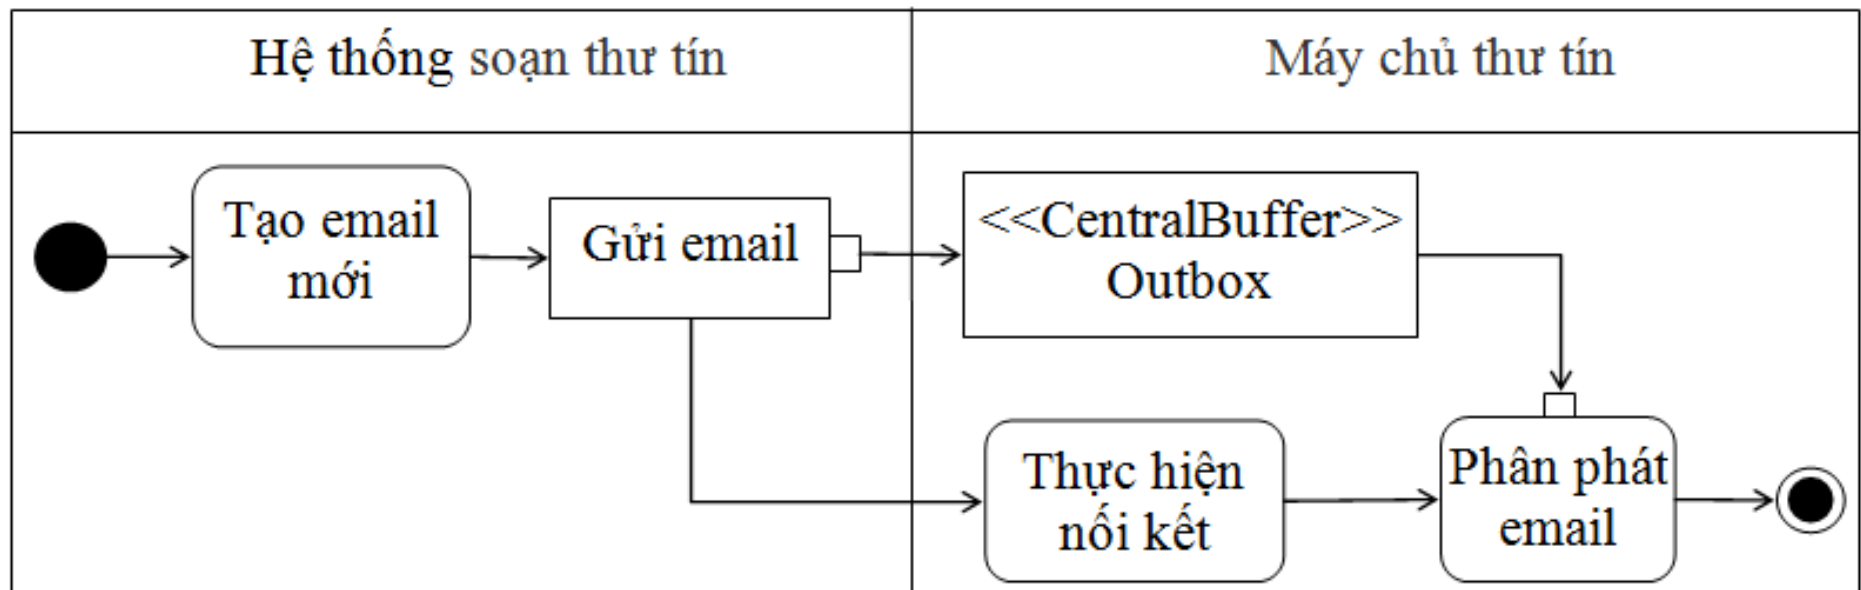 Hệ thống soạn thư tín
Máy chủ thư tín
Tạo email
mới
Gửi email
<<CentralBuffer>>
Outbox
Thực hiện
nối kết
Phân phát
email